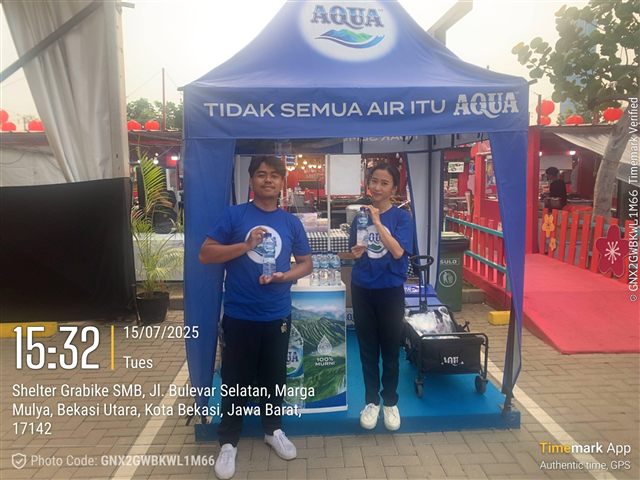 AQUA
TIDAK SEMUA AIR ITU AQUA
SULO
100%
MURNI
AQUA
15:32
15/07/2025
Tues
Shelter Grabike SMB, Jl. Bulevar Selatan, Marga
Mulya, Bekasi Utara, Kota Bekasi, Jawa Barat,
17142
Photo Code: GNX2GWBKWL1M66
Timemark App
Authentic time, GPS
© GNX2GWBKWL1M66 Timemark Verified